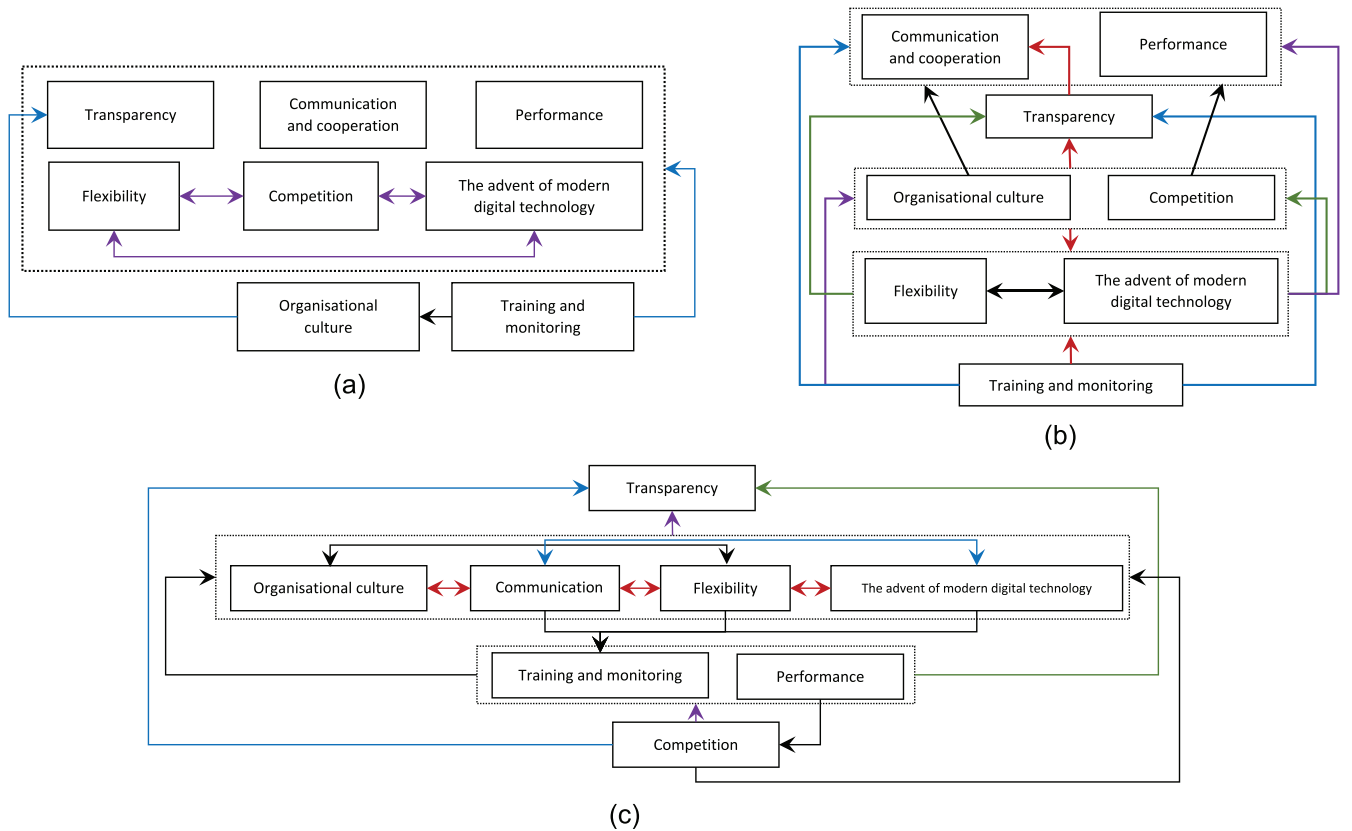 Transparency
Communication
and cooperation
Performance
Flexibility
Competition
The advent of modern
digital technology
Organisational
culture
Training and
monitoring
(a)
Communication
and cooperation
Performance
Transparency
Organisational culture
Competition
Flexibility
The advent of modern
digital technology
Training and monitoring
(b)
Transparency
Organisational culture
Communication
Flexibility
The advent of modern digital technology
Training and monitoring
Performance
Competition
(c)